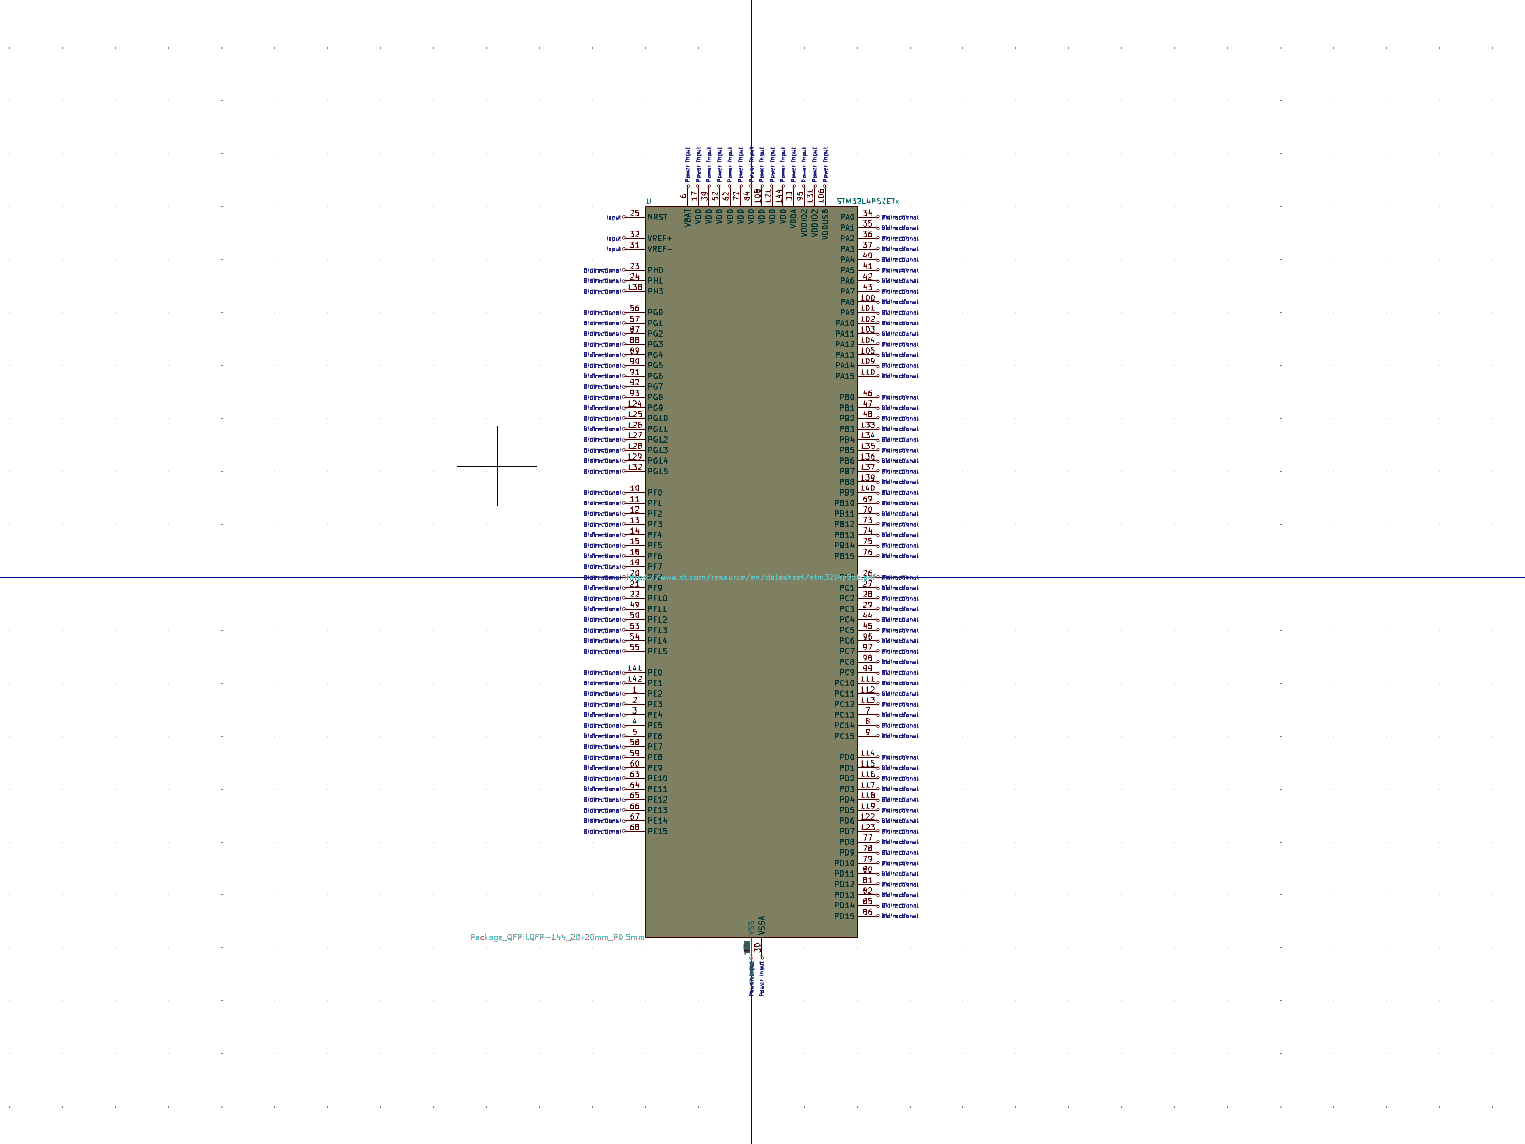 U
STM32L4P5ZETx
Power Input 6 VBAT
Power Input 17 VDD
Power Input 39 VDD
Power Input 52 VDD
Power Input 62 VDD
Power Input 72 VDD
Power Input 84 VDD
Power Input 108 VDD
Power Input 121 VDD
Power Input 144 VDD
Power Input 33 VDDA
Power Input 95 VDDIO2
Power Input 131 VDDIO2
Power Input 106 VDDUSB
Input 25 NRST
Input 32 VREF+
Input 31 VREF-
Bidirectional 23 PH0
Bidirectional 24 PH1
Bidirectional 138 PH3
Bidirectional 56 PG0
Bidirectional 57 PG1
Bidirectional 87 PG2
Bidirectional 88 PG3
Bidirectional 89 PG4
Bidirectional 90 PG5
Bidirectional 91 PG6
Bidirectional 92 PG7
Bidirectional 93 PG8
Bidirectional 124 PG9
Bidirectional 125 PG10
Bidirectional 126 PG11
Bidirectional 127 PG12
Bidirectional 128 PG13
Bidirectional 129 PG14
Bidirectional 132 PG15
Bidirectional 10 PF0
Bidirectional 11 PF1
Bidirectional 12 PF2
Bidirectional 13 PF3
Bidirectional 14 PF4
Bidirectional 15 PF5
Bidirectional 18 PF6
Bidirectional 19 PF7
Bidirectional 20 PF8
Bidirectional 21 PF9
Bidirectional 22 PF10
Bidirectional 49 PF11
Bidirectional 50 PF12
Bidirectional 53 PF13
Bidirectional 54 PF14
Bidirectional 55 PF15
Bidirectional 141 PE0
Bidirectional 142 PE1
Bidirectional 1 PE2
Bidirectional 2 PE3
Bidirectional 3 PE4
Bidirectional 4 PE5
Bidirectional 5 PE6
Bidirectional 58 PE7
Bidirectional 59 PE8
Bidirectional 60 PE9
Bidirectional 63 PE10
Bidirectional 64 PE11
Bidirectional 65 PE12
Bidirectional 66 PE13
Bidirectional 67 PE14
Bidirectional 68 PE15
PA0 34 Bidirectional
PA1 35 Bidirectional
PA2 36 Bidirectional
PA3 37 Bidirectional
PA4 40 Bidirectional
PA5 41 Bidirectional
PA6 42 Bidirectional
PA7 43 Bidirectional
PA8 100 Bidirectional
PA9 101 Bidirectional
PA10 102 Bidirectional
PA11 103 Bidirectional
PA12 104 Bidirectional
PA13 105 Bidirectional
PA14 109 Bidirectional
PA15 110 Bidirectional
PB0 46 Bidirectional
PB1 47 Bidirectional
PB2 48 Bidirectional
PB3 133 Bidirectional
PB4 134 Bidirectional
PB5 135 Bidirectional
PB6 136 Bidirectional
PB7 137 Bidirectional
PB8 139 Bidirectional
PB9 140 Bidirectional
PB10 69 Bidirectional
PB11 70 Bidirectional
PB12 73 Bidirectional
PB13 74 Bidirectional
PB14 75 Bidirectional
PB15 76 Bidirectional
26 Bidirectional
PC1 27 Bidirectional
PC2 28 Bidirectional
PC3 29 Bidirectional
PC4 44 Bidirectional
PC5 45 Bidirectional
PC6 96 Bidirectional
PC7 97 Bidirectional
PC8 98 Bidirectional
PC9 99 Bidirectional
PC10 111 Bidirectional
PC11 112 Bidirectional
PC12 113 Bidirectional
PC13 7 Bidirectional
PC14 8 Bidirectional
PC15 9 Bidirectional
PD0 114 Bidirectional
PD1 115 Bidirectional
PD2 116 Bidirectional
PD3 117 Bidirectional
PD4 118 Bidirectional
PD5 119 Bidirectional
PD6 122 Bidirectional
PD7 123 Bidirectional
PD8 77 Bidirectional
PD9 78 Bidirectional
PD10 79 Bidirectional
PD11 80 Bidirectional
PD12 81 Bidirectional
PD13 82 Bidirectional
PD14 85 Bidirectional
PD15 86 Bidirectional
VSS
VSSA 30 Power Input
Package_QFP:LQFP-144_20x20mm_P0.5mm